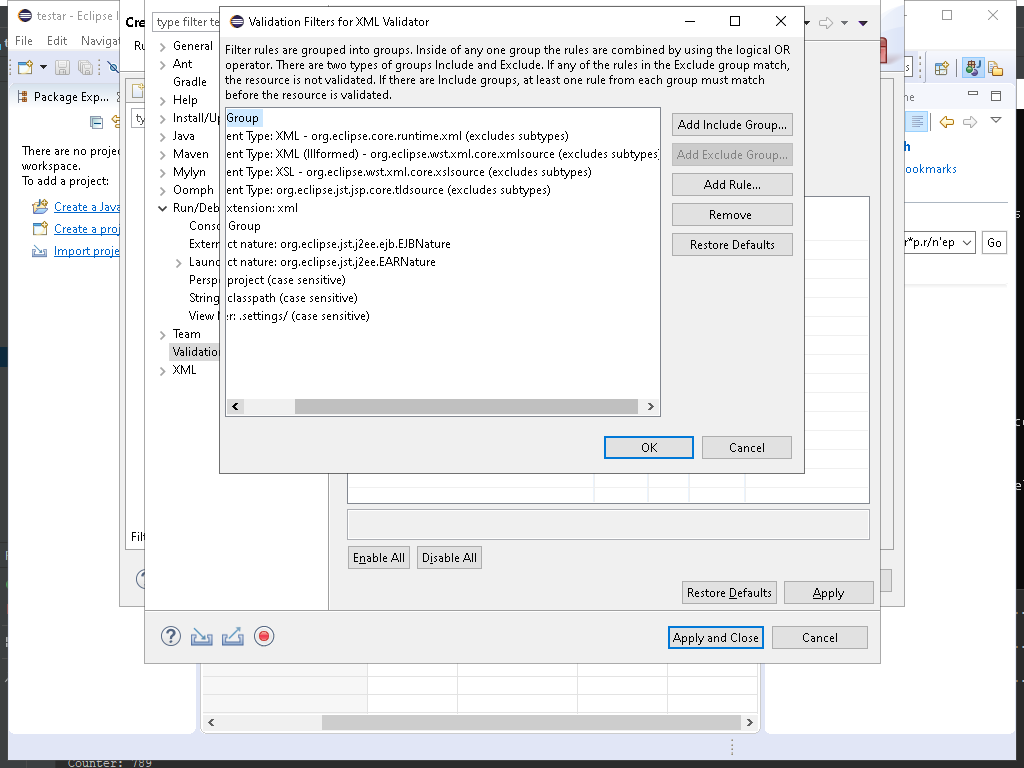 testar - Eclipse I
File Edit Navigat
Package Exp...
There are no projec
workspace.
To add a project:
Create a Java
Create a proj
Import proje
Cre
type filter te
General
Ant
Gradle
Help
Install/Up
Java
Maven
Mylyn
Oomph
Run/Deb
Conso
Extern
Launc
Perspe
String
View
Team
Validation
XML
Filt
Validation Filters for XML Validator
Filter rules are grouped into groups. Inside of any one group the rules are combined by using the logical OR
operator. There are two types of groups Include and Exclude. If any of the rules in the Exclude group match,
the resource is not validated. If there are Include groups, at least one rule from each group must match
before the resource is validated.
Group
ent Type: XML - org.eclipse.core.runtime.xml (excludes subtypes)
ent Type: XML (Illformed) - org.eclipse.wst.xml.core.xmlsource (excludes subtypes)
ent Type: XSL - org.eclipse.wst.xml.core.xslsource (excludes subtypes)
ent Type: org.eclipse.jst.jsp.core.tldsource (excludes subtypes)
xtension: xml
Group
ct nature: org.eclipse.jst.j2ee.ejb.EJBNature
ct nature: org.eclipse.jst.j2ee.EARNature
project (case sensitive)
classpath (case sensitive)
er: .settings/ (case sensitive)
Add Include Group...
Add Exclude Group...
Add Rule...
Remove
Restore Defaults
OK
Cancel
Enable All
Disable All
Restore Defaults
Apply
Apply and Close
Cancel
ne
h
ookmarks
r*p.r/n'ep
Go
Counter: 789